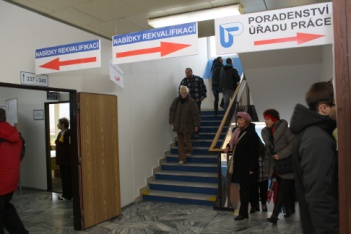 NABÍDKY REKVALIFIKACÍ
NABÍDKY REKVALIFIKACÍ
PORADENSTVÍ
ÚŘADU PRÁCE